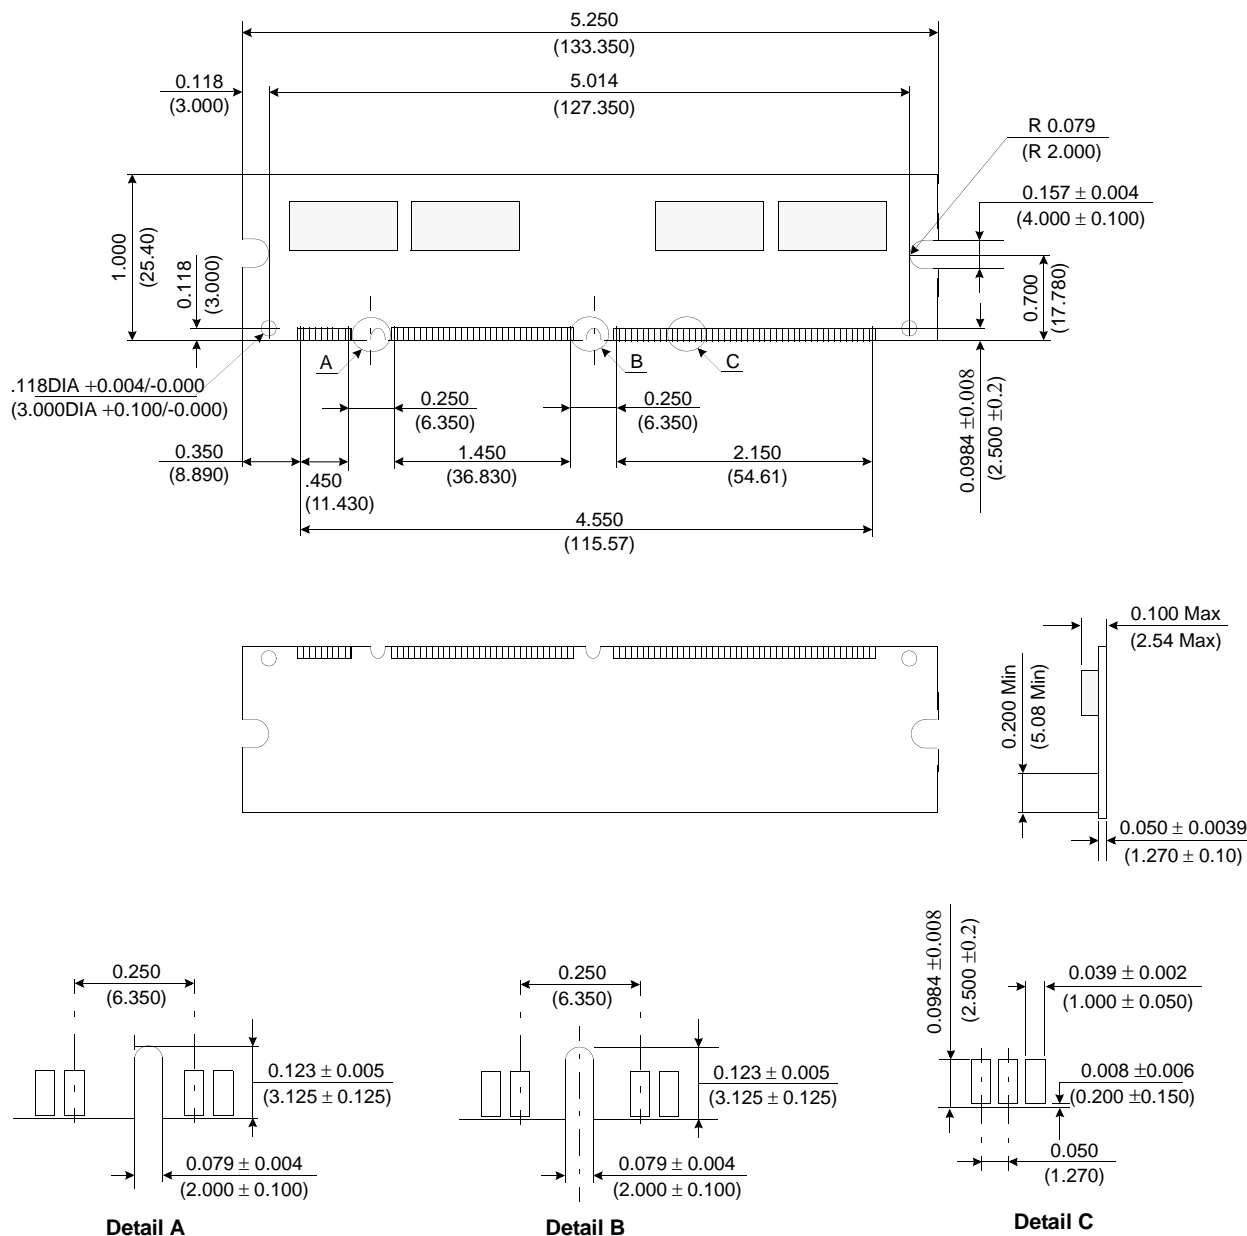 5.250
(133.350)
0.118
(3.000)
5.014
(127.350)
R 0.079
(R 2.000)
0.157 ± 0.004
(4.000 ± 0.100)
1.000
(25.40)
0.118
(3.000)
0.700
(17.780)
A
B
C
.118DIA +0.004/-0.000
(3.000DIA +0.100/-0.000)
0.250
(6.350)
0.250
(6.350)
0.0984 ±0.008
(2.500 ±0.2)
0.350
(8.890)
.450
(11.430)
1.450
(36.830)
2.150
(54.61)
4.550
(115.57)
0.100 Max
(2.54 Max)
0.200 Min
(5.08 Min)
0.050 ± 0.0039
(1.270 ± 0.10)
0.250
(6.350)
0.123 ± 0.005
(3.125 ± 0.125)
0.079 ± 0.004
(2.000 ± 0.100)
Detail A
0.250
(6.350)
0.123 ± 0.005
(3.125 ± 0.125)
0.079 ± 0.004
(2.000 ± 0.100)
Detail B
0.0984 ±0.008
(2.500 ±0.2)
0.039 ± 0.002
(1.000 ± 0.050)
0.008 ±0.006
(0.200 ±0.150)
0.050
(1.270)
Detail C